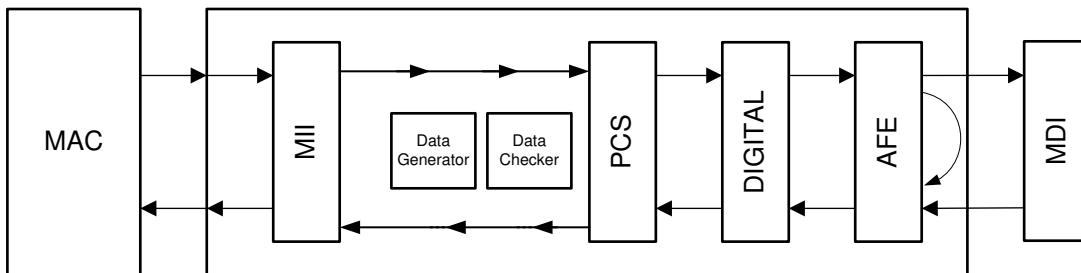 MAC
MII
Data
Generator
Data
Checker
PCS
DIGITAL
AFE
MDI